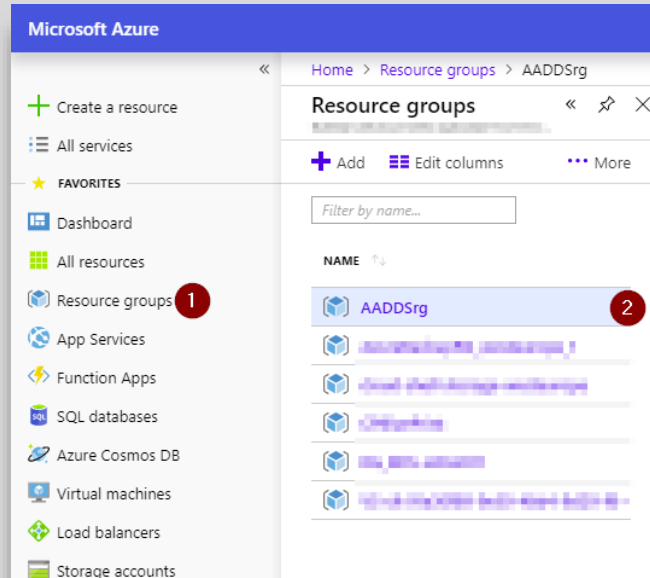 Microsoft Azure
«
Create a resource
All services
FAVORITES
Dashboard
All resources
Resource groups 1
App Services
Function Apps
SQL databases
Azure Cosmos DB
Virtual machines
Load balancers
Storage accounts
Home > Resource groups > AADDSrg
Resource groups «
Add Edit columns ··· More
Filter by name...
NAME ↑↓
AADDSrg 2